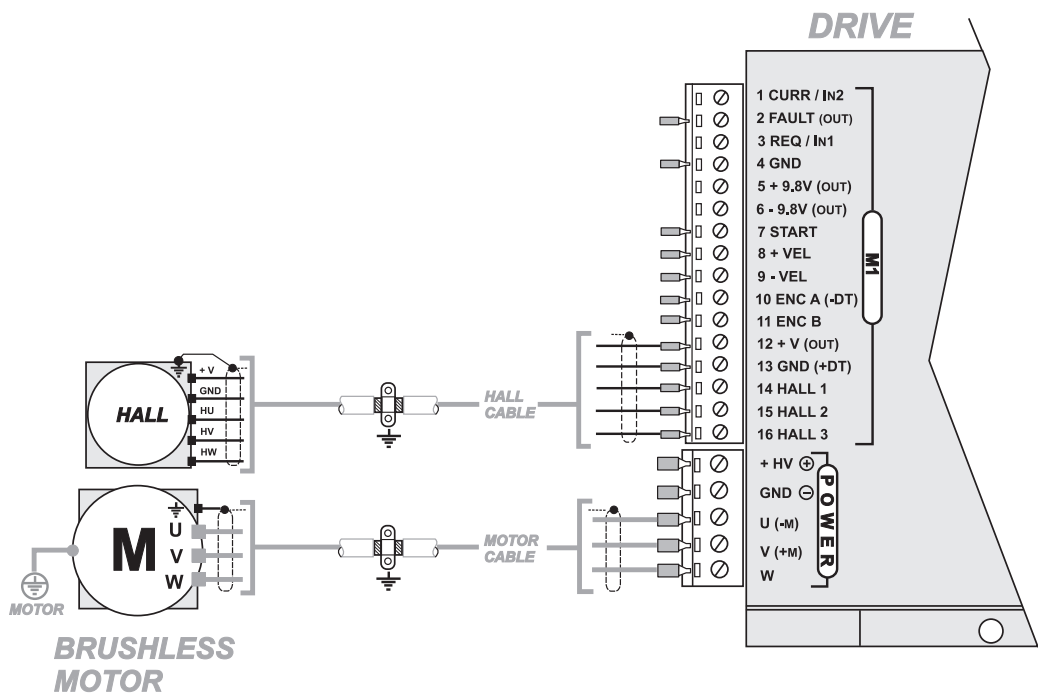 DRIVE
1 CURR / IN2
2 FAULT (OUT)
3 REQ / IN1
4 GND
5 + 9.8V (OUT)
6 - 9.8V (OUT)
7 START
8 + VEL
9 - VEL
10 ENC A (-DT)
11 ENC B
12 + V (OUT)
13 GND (+DT)
14 HALL 1
15 HALL 2
16 HALL 3
M1
+ HV ⊕
GND ⊖
U (-M)
V (+M)
W
POWER
HALL
+ V
GND
HU
HV
HW
HALL
CABLE
M
U
V
W
MOTOR
CABLE
MOTOR
BRUSHLESS
MOTOR